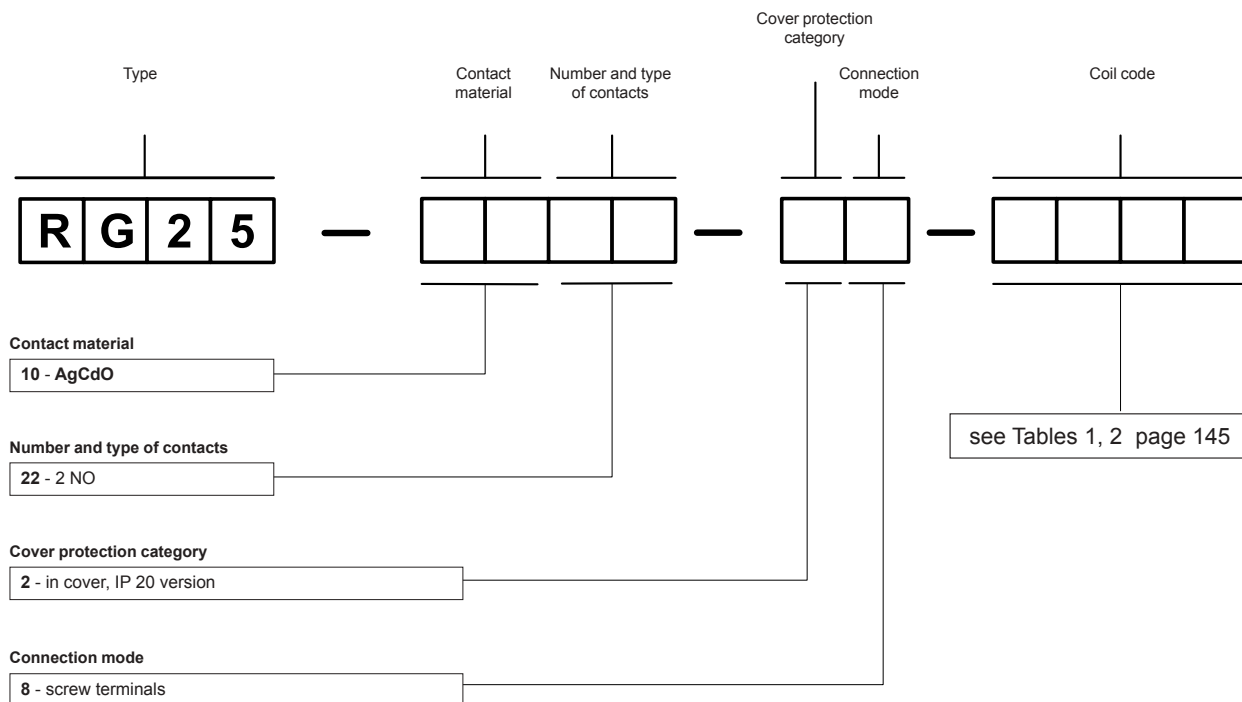 Cover protection
category
Type
Contact
material
Number and type
of contacts
Connection
mode
Coil code
RG25 – –
Contact material
10 - AgCdO
see Tables 1, 2 page 145
Number and type of contacts
22 - 2 NO
Cover protection category
2 - in cover, IP 20 version
Connection mode
8 - screw terminals